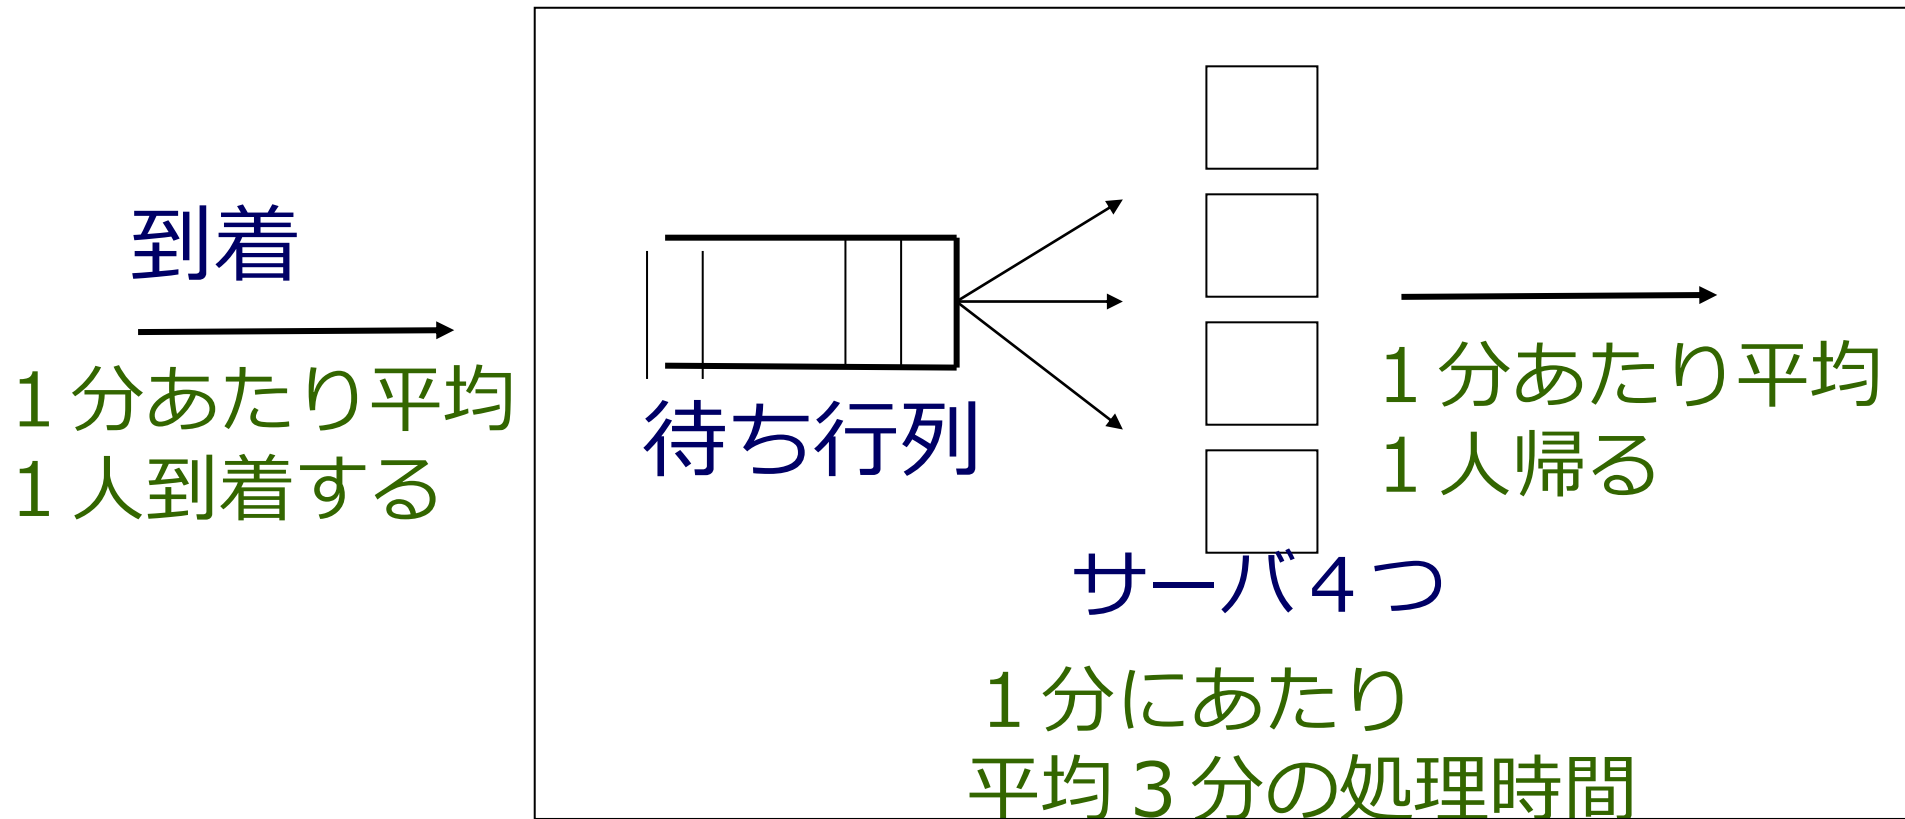 到着
１分あたり平均
１人到着する
待ち行列
サーバ４つ
１分にあたり
平均３分の処理時間
１分あたり平均
１人帰る